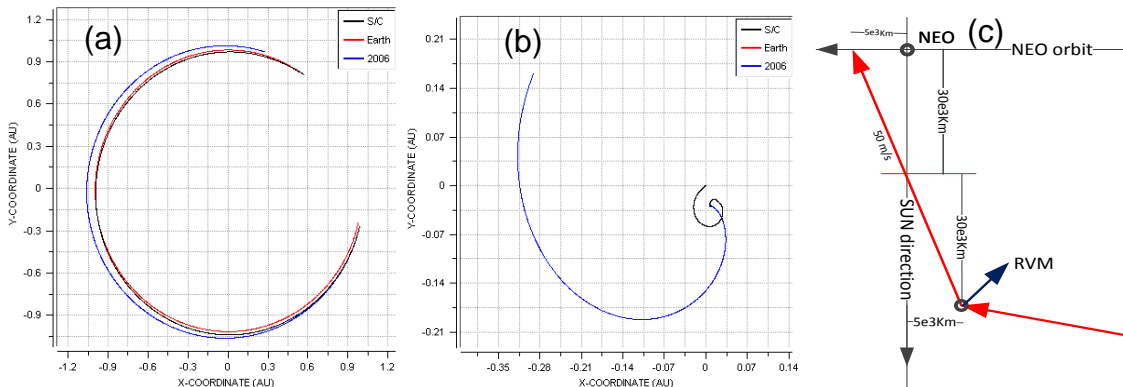 (a)
S/C
Earth
2006
Y-COORDINATE (AU)
1.2
0.9
0.6
0.3
0
-0.3
-0.6
-0.9
-1.2 -0.9 -0.6 -0.3 0 0.3 0.6 0.9 1.2
X-COORDINATE (AU)
(b)
S/C
Earth
2006
Y-COORDINATE (AU)
0.21
0.14
0.07
0
-0.07
-0.14
-0.21
-0.35 -0.28 -0.21 -0.14 -0.07 0 0.07 0.14
X-COORDINATE (AU)
5e3Km
NEO
(c)
NEO orbit
30e3Km
50 m/s
SUN direction
30e3Km
RVM
5e3Km